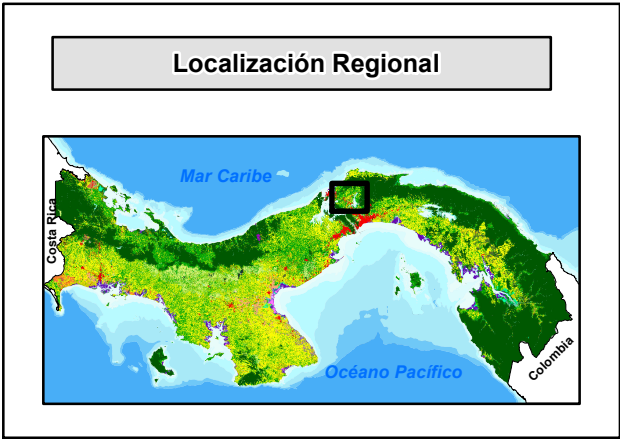 Localización Regional
Mar Caribe
Costa Rica
Océano Pacífico
Colombia